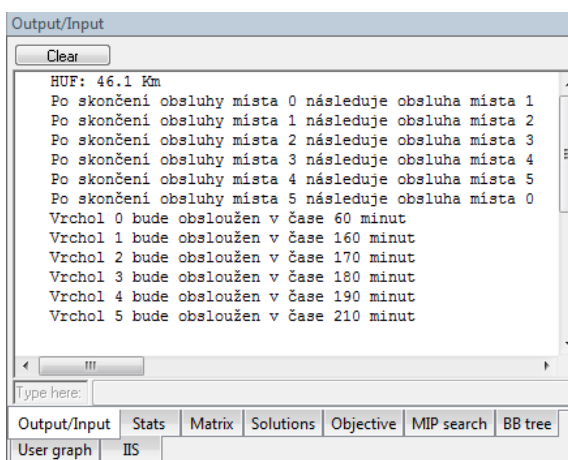 Output/Input
Clear
HUF: 46.1 Km
Po skončení obsluhy místa 0 následuje obsluha místa 1
Po skončení obsluhy místa 1 následuje obsluha místa 2
Po skončení obsluhy místa 2 následuje obsluha místa 3
Po skončení obsluhy místa 3 následuje obsluha místa 4
Po skončení obsluhy místa 4 následuje obsluha místa 5
Po skončení obsluhy místa 5 následuje obsluha místa 0
Vrchol 0 bude obsloužen v čase 60 minut
Vrchol 1 bude obsloužen v čase 160 minut
Vrchol 2 bude obsloužen v čase 170 minut
Vrchol 3 bude obsloužen v čase 180 minut
Vrchol 4 bude obsloužen v čase 190 minut
Vrchol 5 bude obsloužen v čase 210 minut
Type here:
Output/Input Stats Matrix Solutions Objective MIP search BB tree
User graph IIS